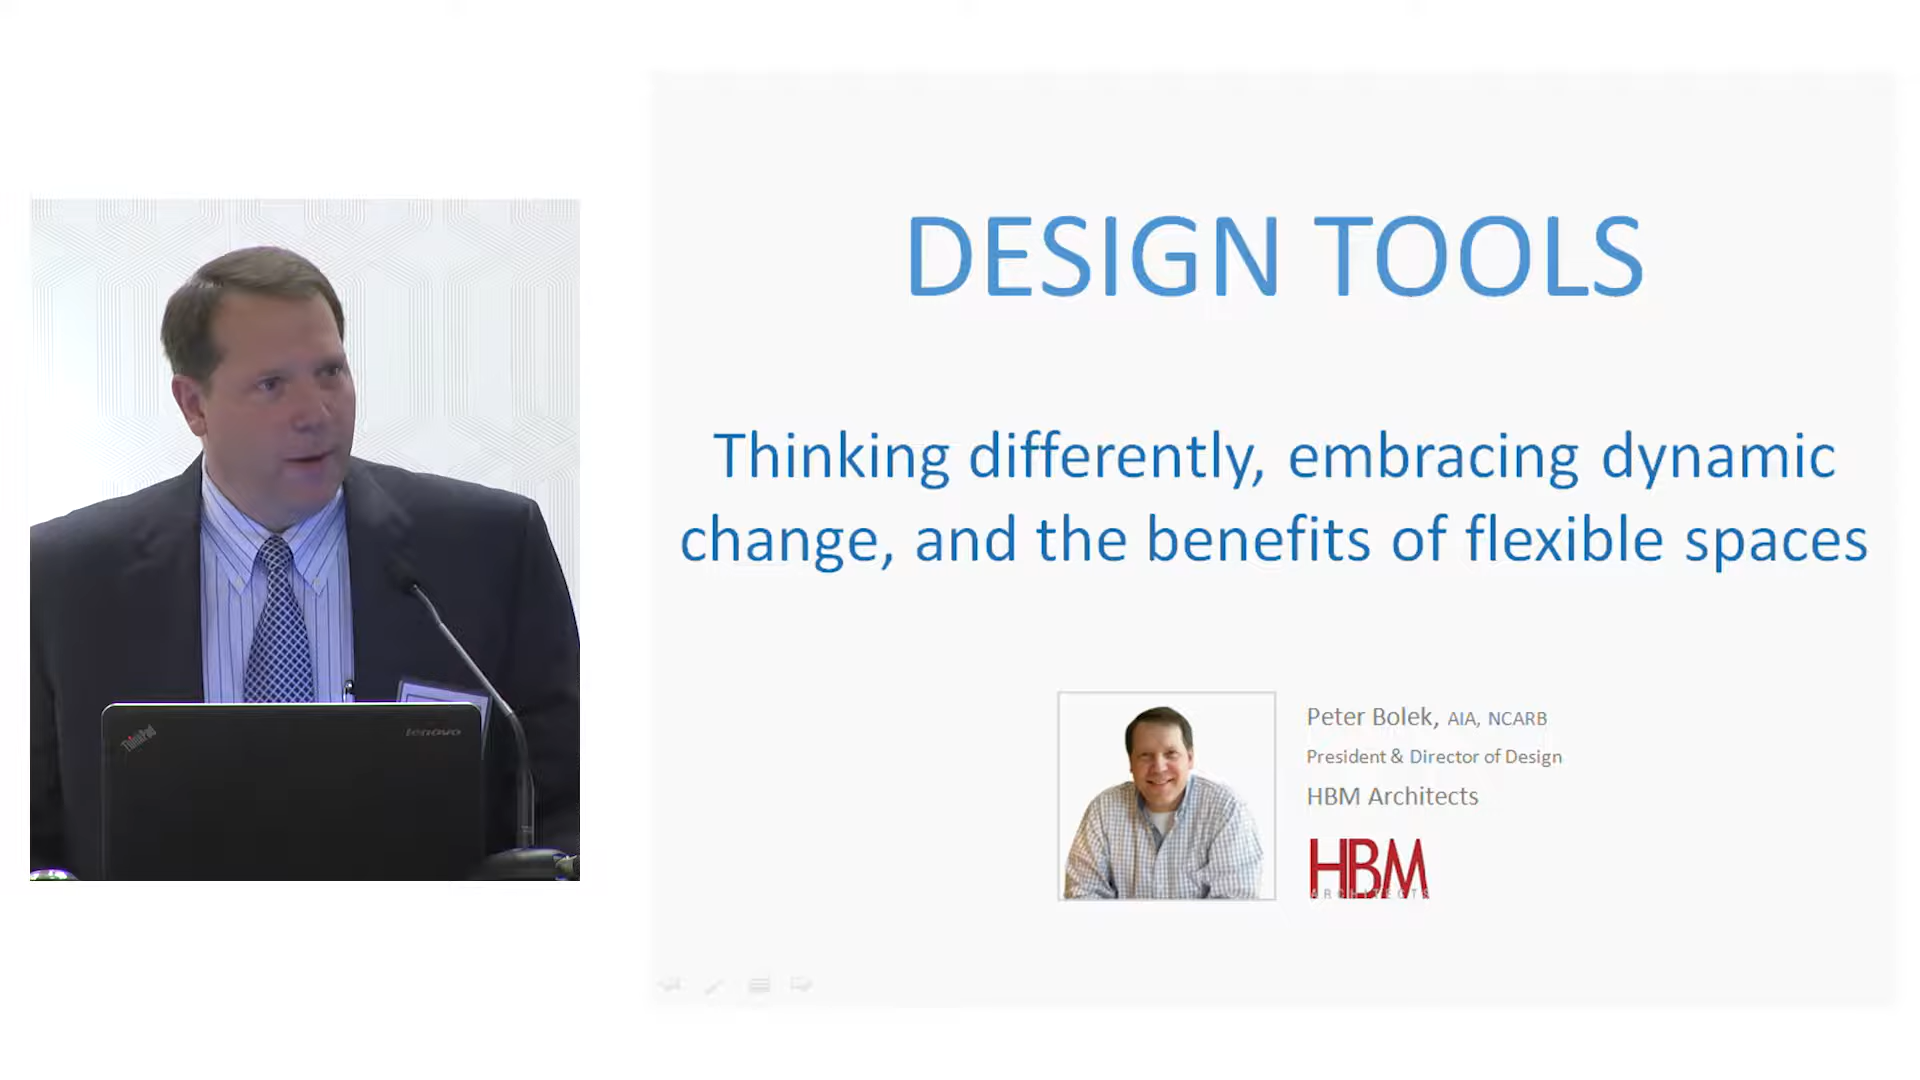 DESIGN TOOLS
Thinking differently, embracing dynamic
change, and the benefits of flexible spaces
Peter Bolek, AIA, NCARB
President & Director of Design
HBM Architects
HBM
ARCHITECTS
ThinkPad
lenovo